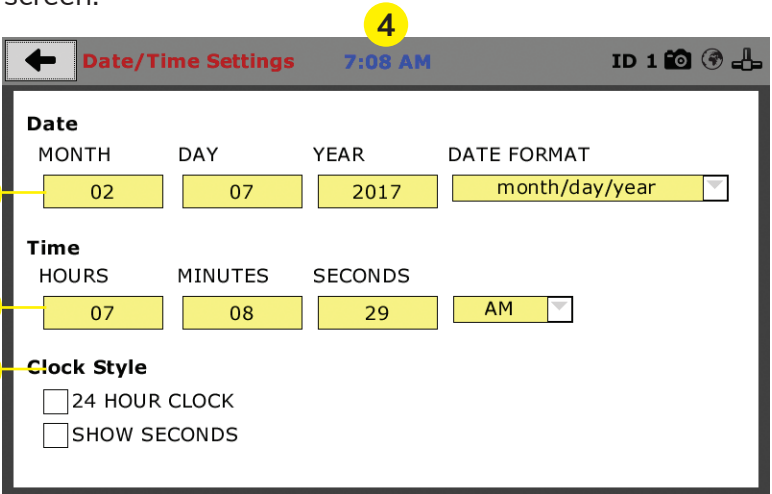 screen.
4
Date/Time Settings 7:08 AM ID 1
Date
MONTH DAY YEAR DATE FORMAT
02 07 2017 month/day/year
Time
HOURS MINUTES SECONDS
07 08 29 AM
Clock Style
24 HOUR CLOCK
SHOW SECONDS